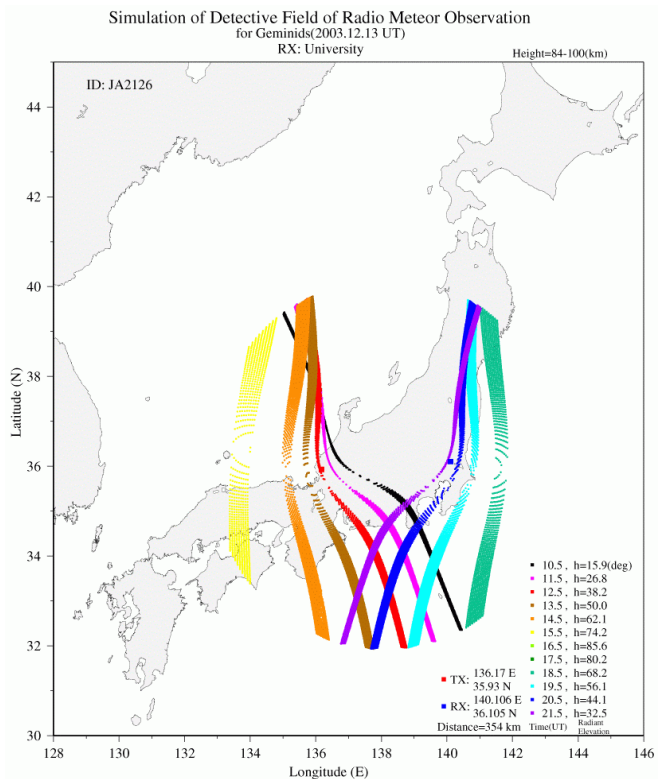 Simulation of Detective Field of Radio Meteor Observation
for Geminids(2003.12.13 UT)
RX: University
Height=84-100(km)
ID: JA2126
44
42
40
38
36
34
32
30
Latitude (N)
10.5 , h=15.9(deg)
11.5 , h=26.8
12.5 , h=38.2
13.5 , h=50.0
14.5 , h=62.1
15.5 , h=74.2
16.5 , h=85.6
17.5 , h=80.2
18.5 , h=68.2
19.5 , h=56.1
20.5 , h=44.1
21.5 , h=32.5
TX: 136.17 E
35.93 N
RX: 140.106 E
36.105 N
Distance=354 km
Time(UT)
Radiant
Elevation
128 130 132 134 136 138 140 142 144 146
Longitude (E)